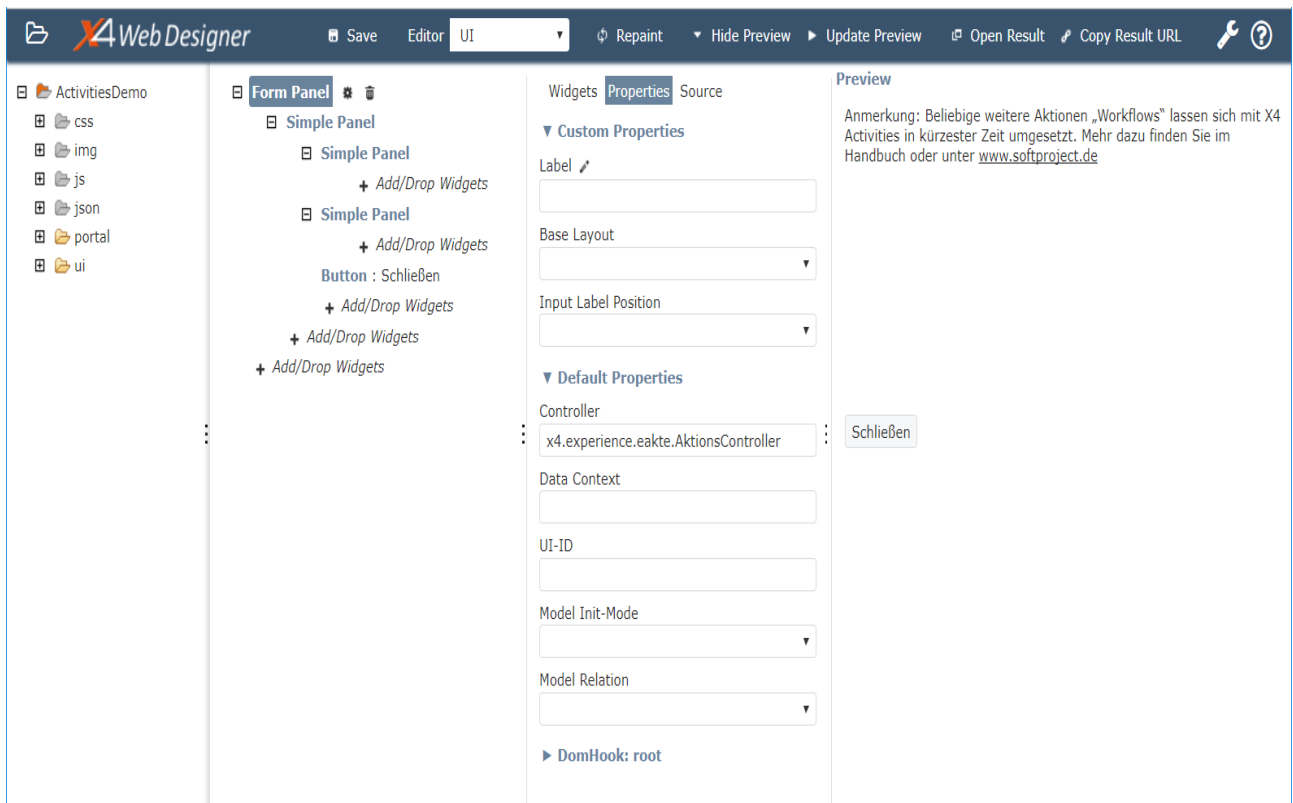 X4 Web Designer
Save
Editor
UI
Repaint
Hide Preview
Update Preview
Open Result
Copy Result URL
ActivitiesDemo
css
img
js
json
portal
ui
Form Panel
Simple Panel
Simple Panel
Add/Drop Widgets
Simple Panel
Add/Drop Widgets
Button : Schließen
Add/Drop Widgets
Add/Drop Widgets
Add/Drop Widgets
Widgets Properties Source
Custom Properties
Label
Base Layout
Input Label Position
Default Properties
Controller
x4.experience.eakte.AktionsController
Data Context
UI-ID
Model Init-Mode
Model Relation
DomHook: root
Preview
Anmerkung: Beliebige weitere Aktionen „Workflows“ lassen sich mit X4
Activities in kürzester Zeit umgesetzt. Mehr dazu finden Sie im
Handbuch oder unter www.softproject.de
Schließen